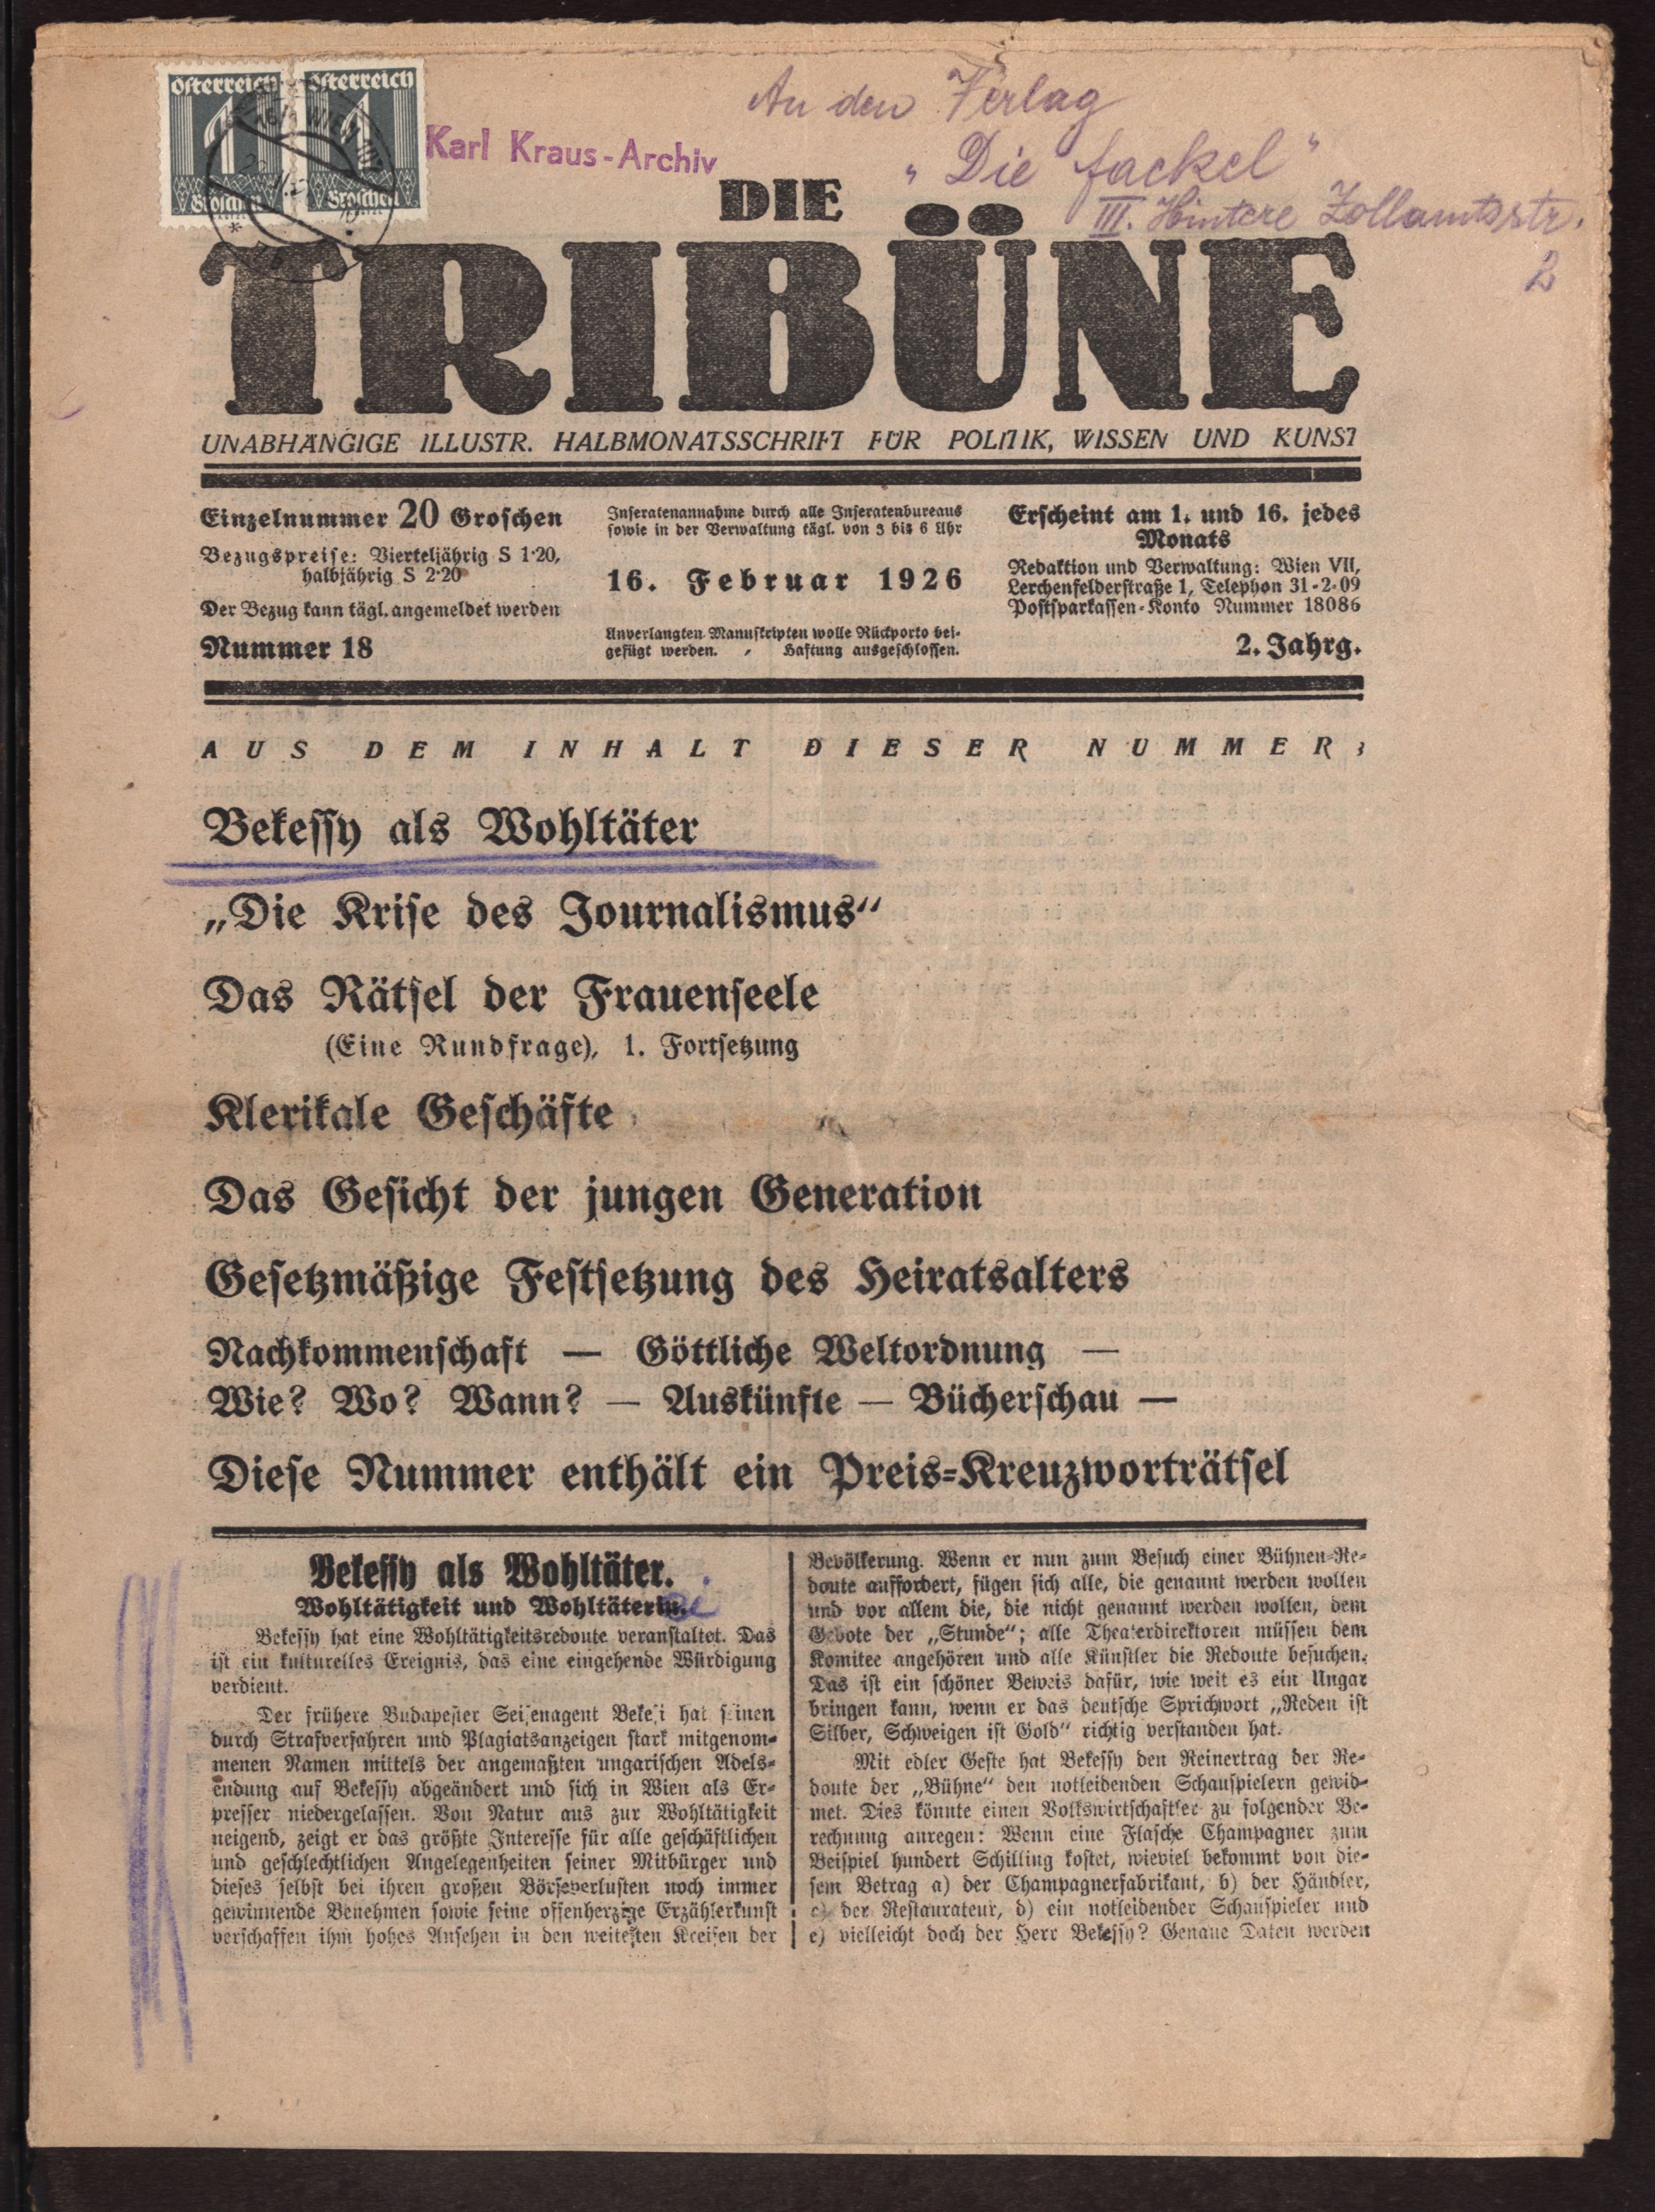 Österreich Österreich
1 1
Groschen Groschen
An den Verlag
Karl Kraus-Archiv
„Die Fackel"
III. Hintere Zollamtsstr.
2
DIE
TRIBÜNE
UNABHÄNGIGE ILLUSTR. HALBMONATSSCHRIFT FÜR POLITIK, WISSEN UND KUNST
Einzelnummer 20 Groschen
Bezugspreise: Vierteljährig S 1·20,
halbjährig S 2·20
Der Bezug kann tägl. angemeldet werden
Nummer 18
Inseratenannahme durch alle Inseratenbureaus
sowie in der Verwaltung tägl. von 3 bis 6 Uhr
16. Februar 1926
Unverlangten Manuskripten wolle Rückporto bei-
gefügt werden. Haftung ausgeschlossen.
Erscheint am 1. und 16. jedes
Monats
Redaktion und Verwaltung: Wien VII,
Lerchenfelderstraße 1, Telephon 31-2-09
Postsparkassen-Konto Nummer 18086
2. Jahrg.
AUS DEM INHALT DIESER NUMMER:
Bekessy als Wohltäter
„Die Krise des Journalismus“
Das Rätsel der Frauenseele
(Eine Rundfrage), 1. Fortsetzung
Klerikale Geschäfte
Das Gesicht der jungen Generation
Gesetzmäßige Festsetzung des Heiratsalters
Nachkommenschaft — Göttliche Weltordnung —
Wie? Wo? Wann? — Auskünfte — Bücherschau —
Diese Nummer enthält ein Preis-Kreuzworträtsel
Bekessy als Wohltäter.
Wohltätigkeit und Wohltäterin.
Bekessy hat eine Wohltätigkeitsredoute veranstaltet. Das
ist ein kulturelles Ereignis, das eine eingehende Würdigung
verdient.
Der frühere Budapester Seifenagent Bekesi hat seinen
durch Strafverfahren und Plagiatsanzeigen stark mitgenom-
menen Namen mittels der angemaßten ungarischen Adels-
endung auf Bekessy abgeändert und sich in Wien als Er-
presser niedergelassen. Von Natur aus zur Wohltätigkeit
neigend, zeigt er das größte Interesse für alle geschäftlichen
und geschlechtlichen Angelegenheiten seiner Mitbürger und
dieses selbst bei ihren großen Börseverlusten noch immer
gewinnende Benehmen sowie seine offenherzige Erzählerkunst
verschaffen ihm hohes Ansehen in den weitesten Kreisen der
Bevölkerung. Wenn er nun zum Besuch einer Bühnen-Re-
doute auffordert, fügen sich alle, die genannt werden wollen
und vor allem die, die nicht genannt werden wollen, dem
Gebote der „Stunde“; alle Theaterdirektoren müssen dem
Komitee angehören und alle Künstler die Redoute besuchen.
Das ist ein schöner Beweis dafür, wie weit es ein Ungar
bringen kann, wenn er das deutsche Sprichwort „Reden ist
Silber, Schweigen ist Gold“ richtig verstanden hat.
Mit edler Geste hat Bekessy den Reinertrag der Re-
doute der „Bühne“ den notleidenden Schauspielern gewid-
met. Dies könnte einen Volkswirtschaftler zu folgender Be-
rechnung anregen: Wenn eine Flasche Champagner zum
Beispiel hundert Schilling kostet, wieviel bekommt von die-
sem Betrag a) der Champagnerfabrikant, b) der Händler,
c) der Restaurateur, d) ein notleidender Schauspieler und
e) vielleicht doch der Herr Bekessy? Genaue Daten werden